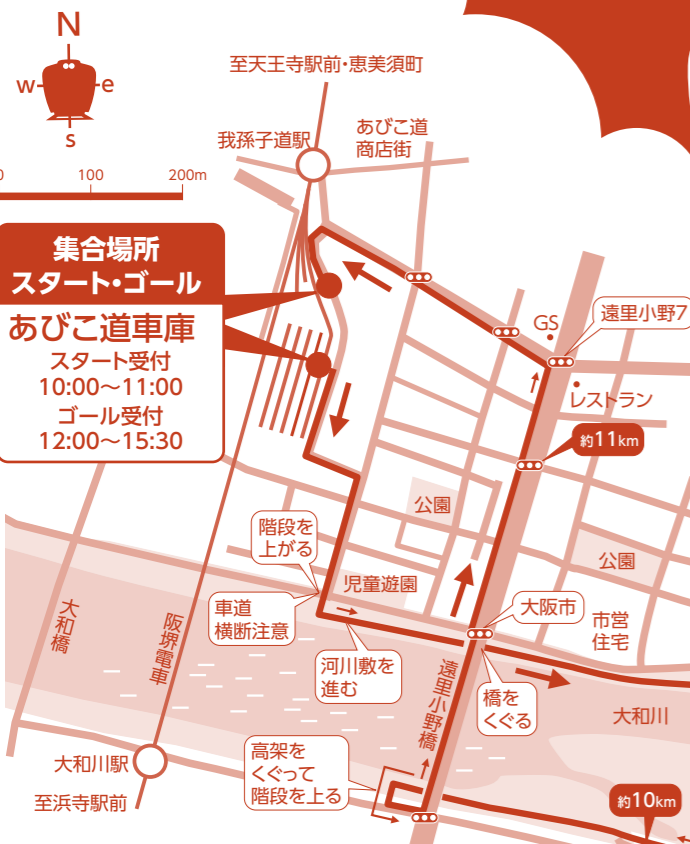 N
w
e
s
0
100
200m
至天王寺駅前・恵美須町
我孫子道駅
あびこ道
商店街
集合場所
スタート・ゴール
あびこ道車庫
スタート受付
10:00～11:00
ゴール受付
12:00～15:30
GS
遠里小野7
レストラン
約11km
公園
公園
階段を
上がる
児童遊園
車道
横断注意
大阪市
市営
住宅
大和橋
阪堺電車
河川敷を
進む
遠里小野橋
橋を
くぐる
大和川
大和川駅
至浜寺駅前
高架を
くぐって
階段を上る
約10km